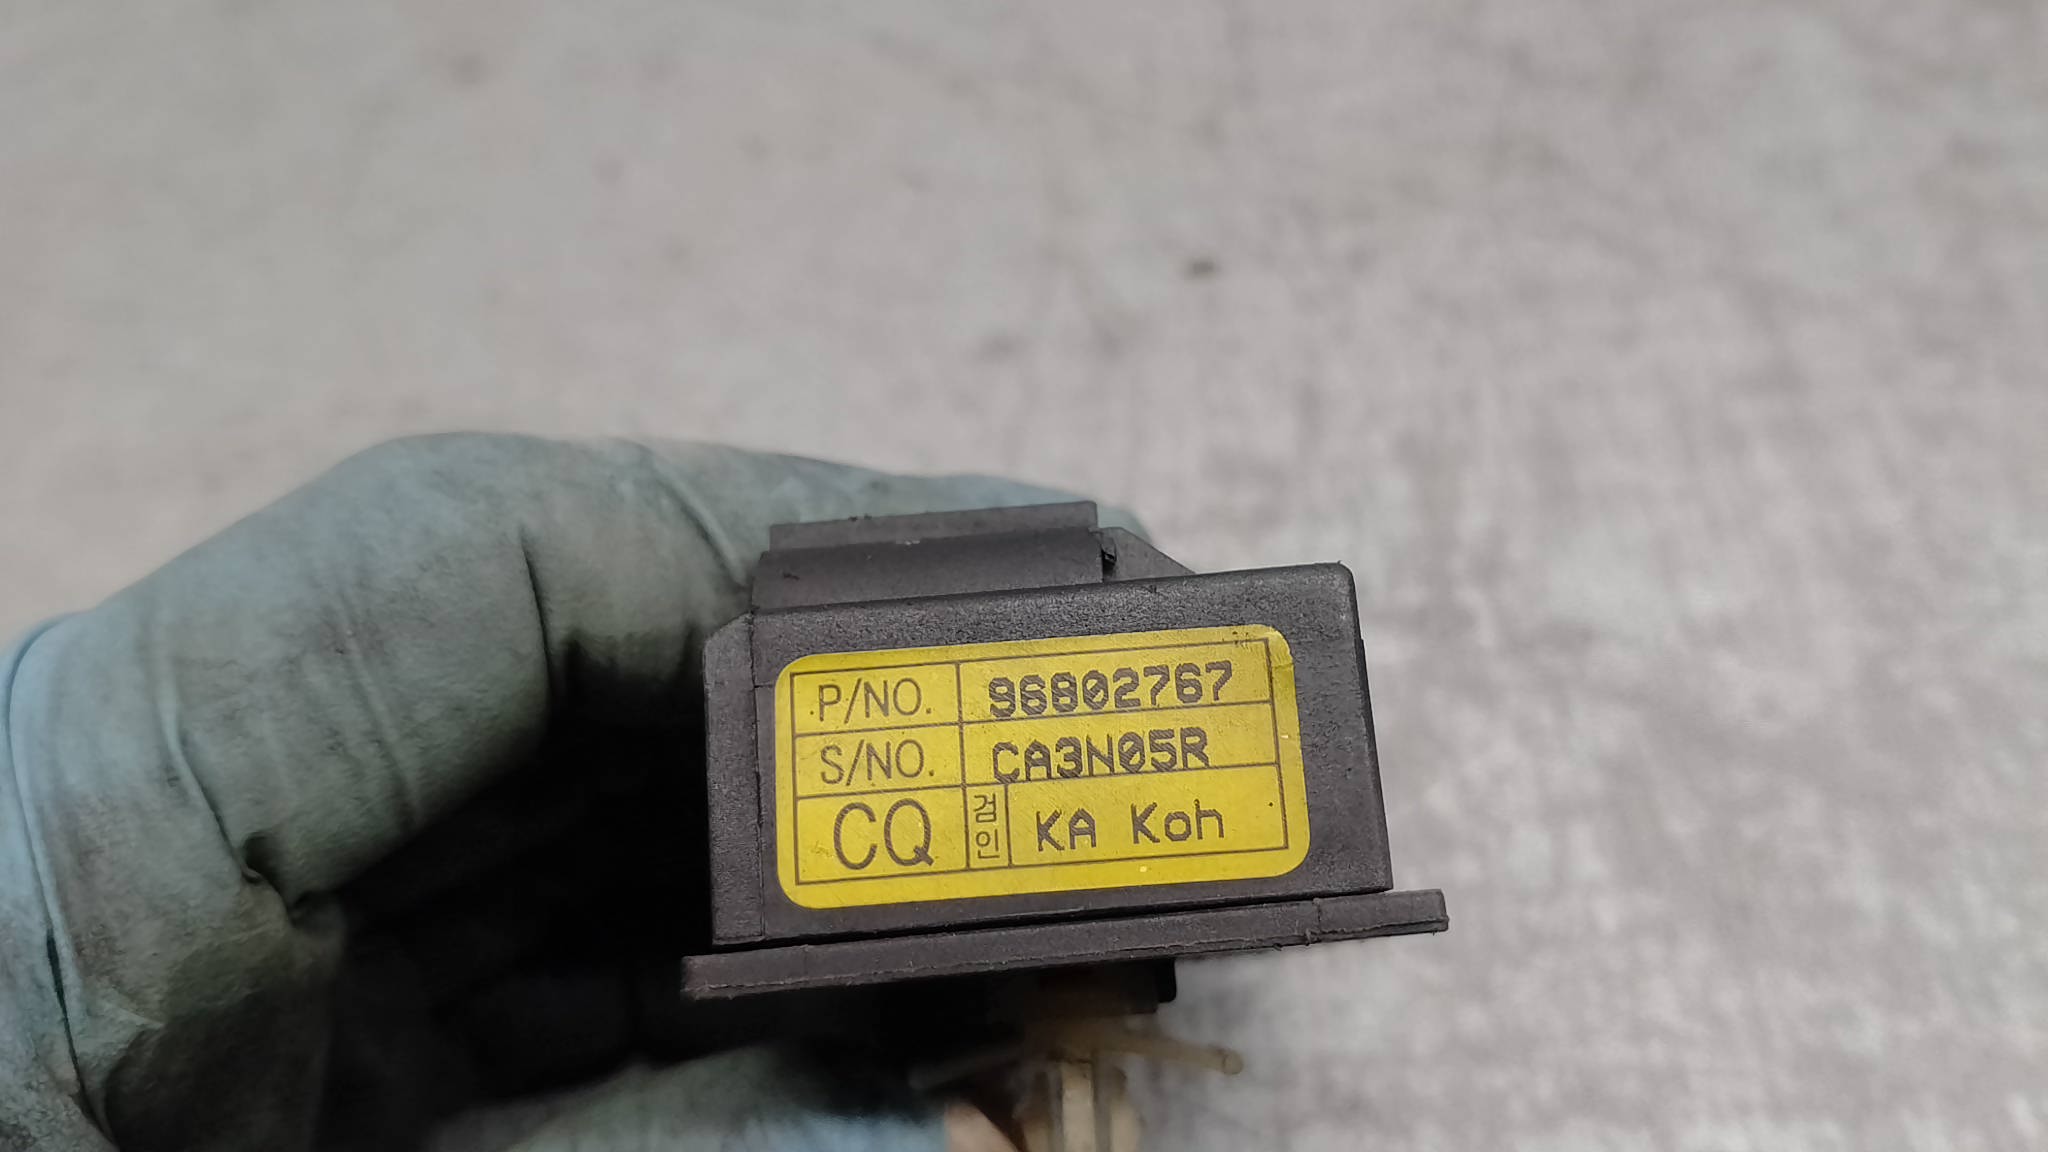 P/NO. 96802767
S/NO. CA3N05R
CQ 검인 KA Koh